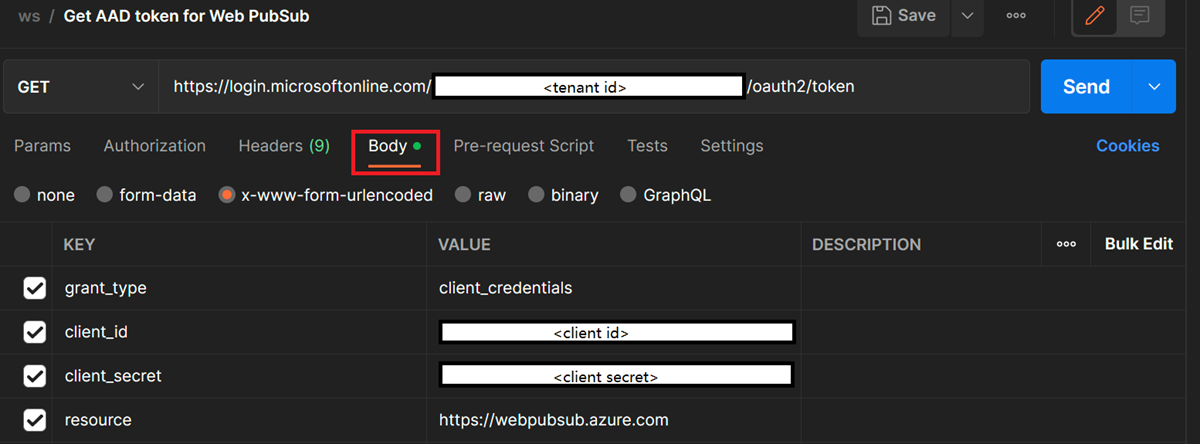 ws / Get AAD token for Web PubSub Save ooo
GET https://login.microsoftonline.com/ <tenant id> /oauth2/token Send
Params Authorization Headers (9) Body Pre-request Script Tests Settings Cookies
none form-data x-www-form-urlencoded raw binary GraphQL
KEY VALUE DESCRIPTION ooo Bulk Edit
grant_type client_credentials
client_id <client id>
client_secret <client secret>
resource https://webpubsub.azure.com